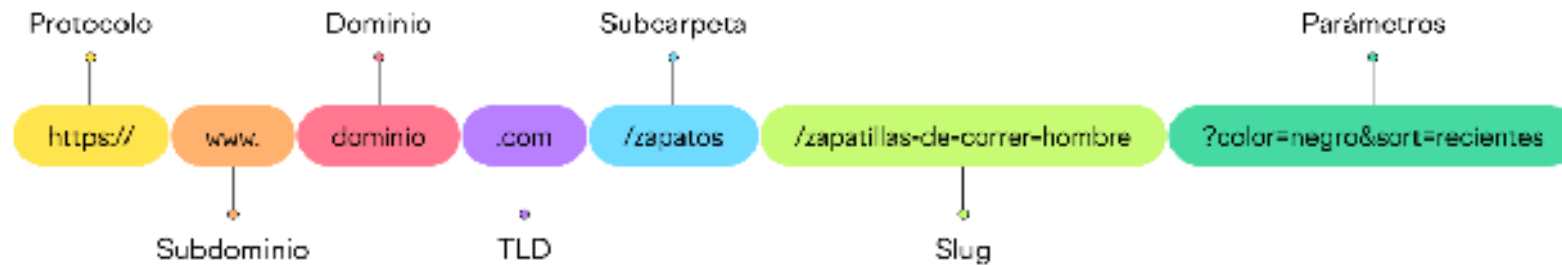 Protocolo Dominio Subcarpeta Parámetros
https:// www. dominio .com /zapatos /zapatillas-de-correr-hombre ?color=negro&sort=recientes
Subdominio TLD Slug